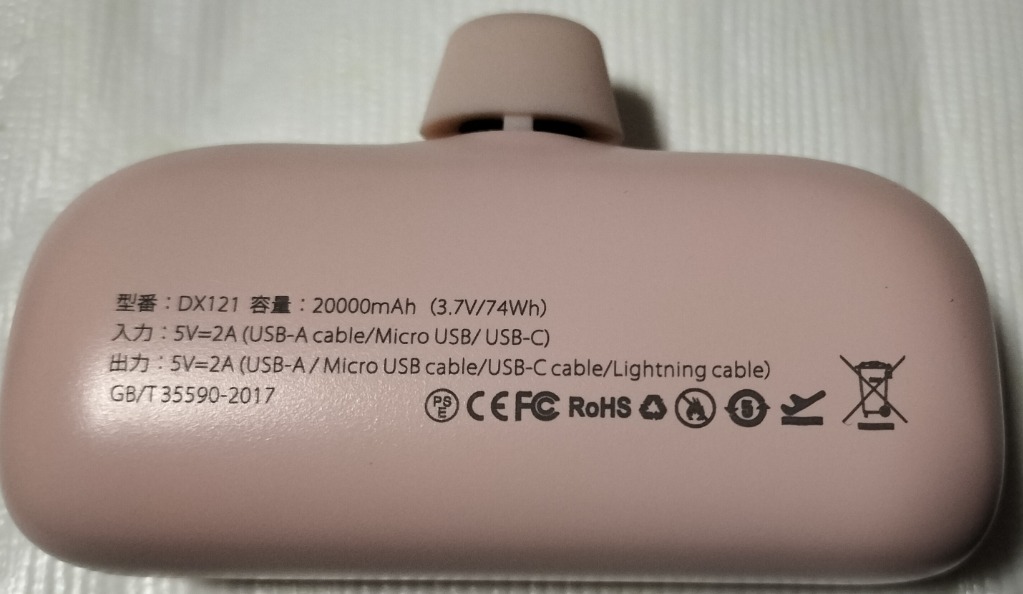 型番：DX121 容量：20000mAh (3.7V/74Wh)
入力：5V=2A (USB-A cable/Micro USB/ USB-C)
出力：5V=2A (USB-A / Micro USB cable/USB-C cable/Lightning cable)
GB/T 35590-2017
PSE CE FC RoHS 5